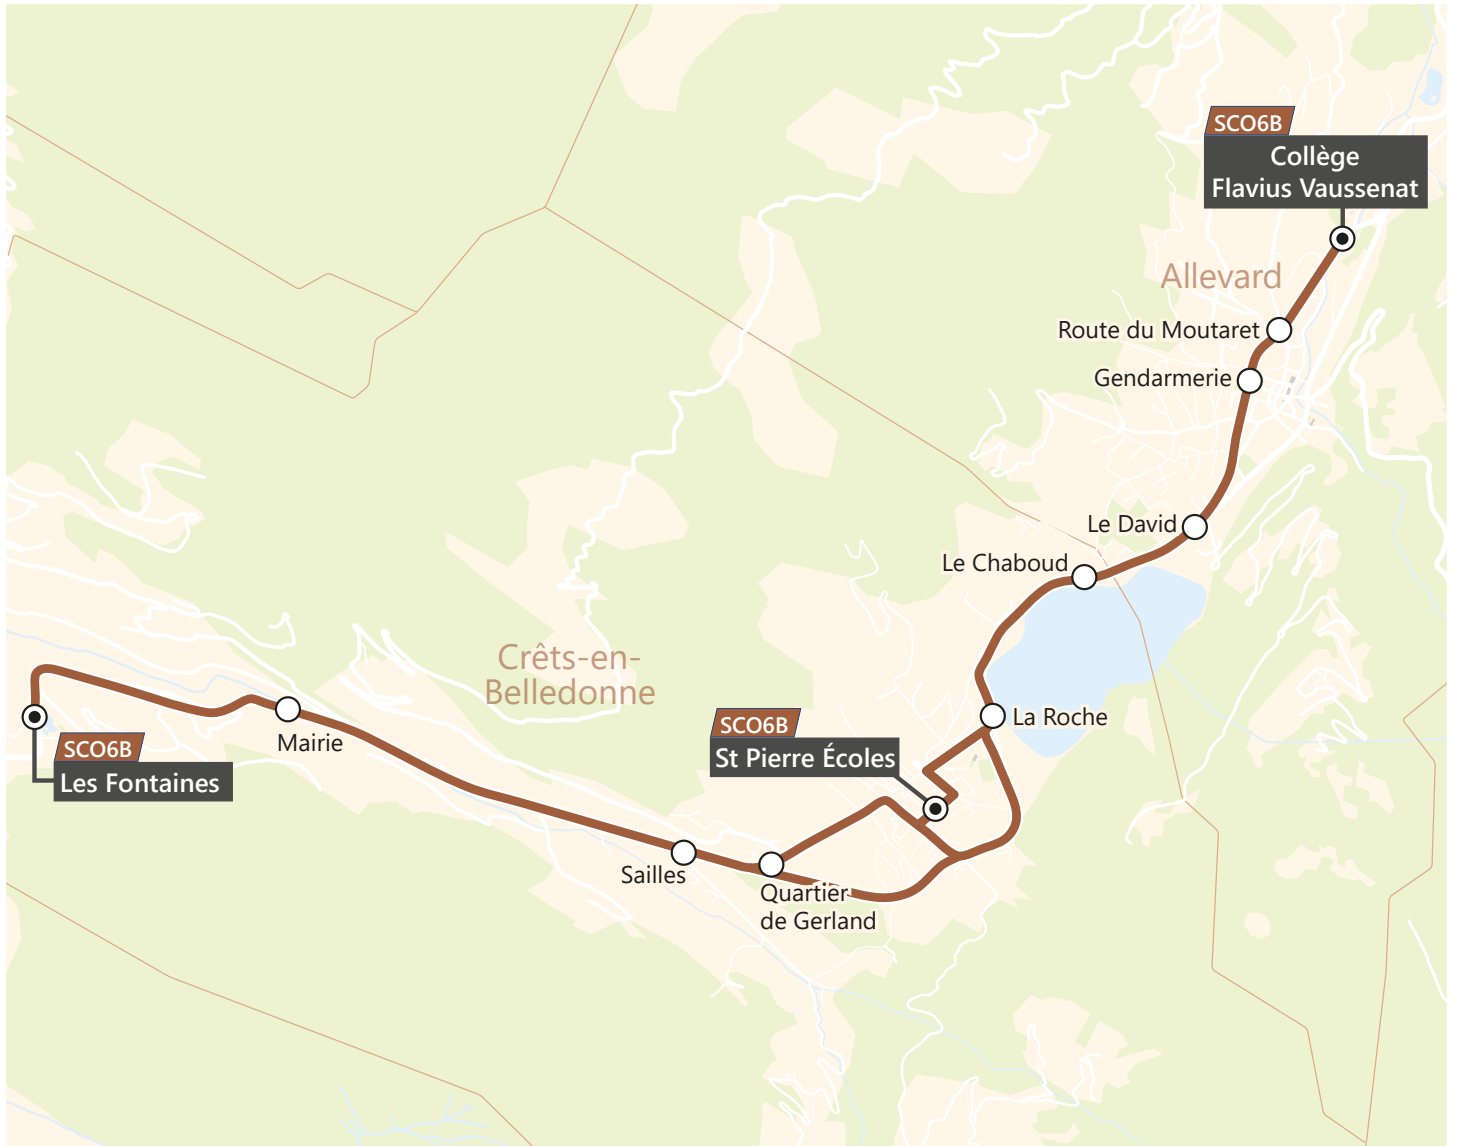 SCO6B
Collège
Flavius Vaussenat
Allevard
Route du Moutaret
Gendarmerie
Le David
Le Chaboud
Crêts-en-
Belledonne
La Roche
SCO6B
St Pierre Écoles
Mairie
SCO6B
Les Fontaines
Sailles
Quartier
de Gerland